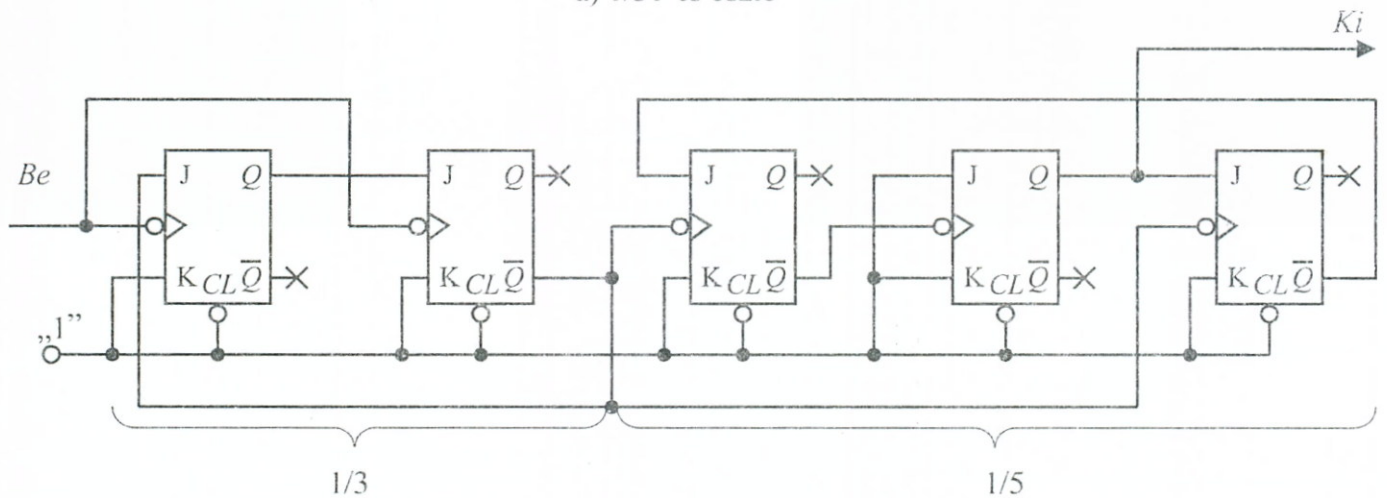 Ki
Be
J Q J Q J Q J Q J Q
K CL Q̅ K CL Q̅ K CL Q̅ K CL Q̅ K CL Q̅
„1”
1/3 1/5